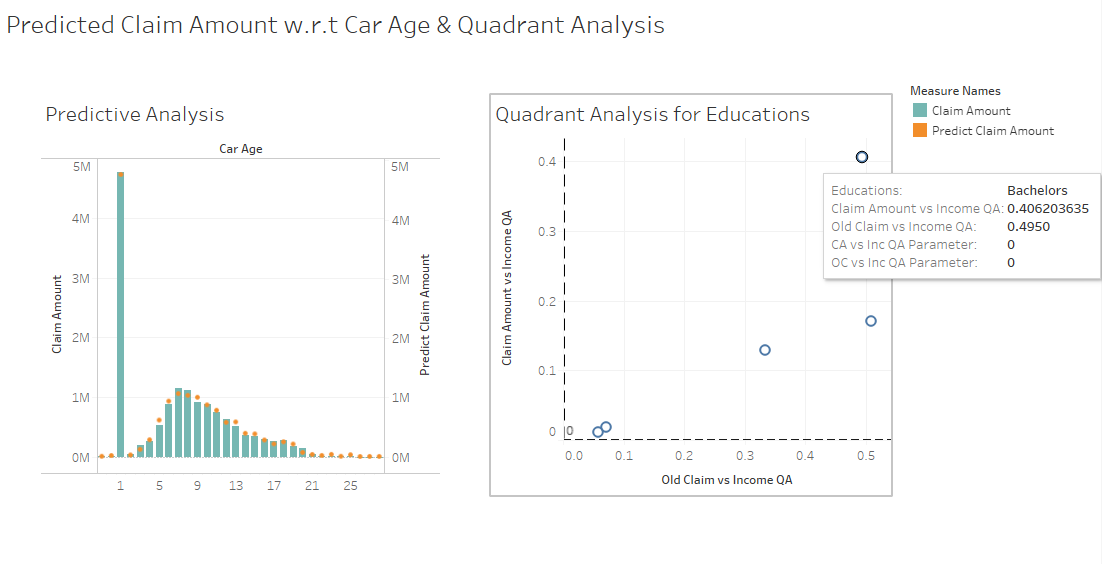 Predicted Claim Amount w.r.t Car Age & Quadrant Analysis
Predictive Analysis
Car Age
5M
4M
3M
2M
1M
0M
Claim Amount
5M
4M
3M
2M
1M
0M
Predict Claim Amount
1 5 9 13 17 21 25
Quadrant Analysis for Educations
0.4
0.3
0.2
0.1
0
0
Claim Amount vs Income QA
0.0 0.1 0.2 0.3 0.4 0.5
Old Claim vs Income QA
Measure Names
Claim Amount
Predict Claim Amount
Educations: Bachelors
Claim Amount vs Income QA: 0.406203635
Old Claim vs Income QA: 0.4950
CA vs Inc QA Parameter: 0
OC vs Inc QA Parameter: 0